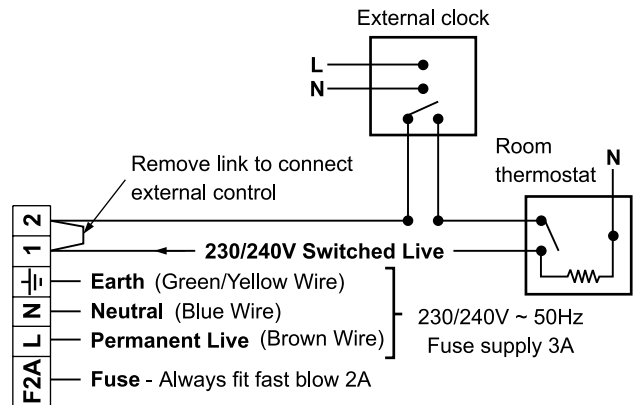 External clock
L
N
Room
thermostat
N
Remove link to connect
external control
2
1
230/240V Switched Live
Earth (Green/Yellow Wire)
N
Neutral (Blue Wire)
L
Permanent Live (Brown Wire)
230/240V ~ 50Hz
Fuse supply 3A
F2A
Fuse - Always fit fast blow 2A